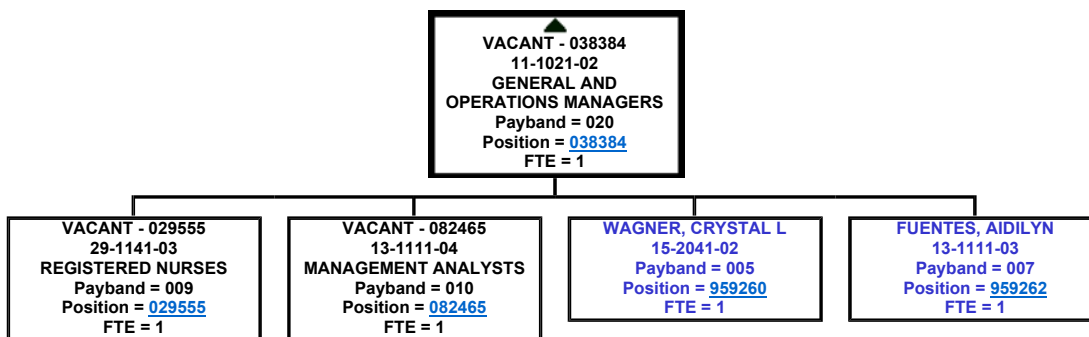 VACANT - 038384
11-1021-02
GENERAL AND
OPERATIONS MANAGERS
Payband = 020
Position = 038384
FTE = 1
VACANT - 029555
29-1141-03
REGISTERED NURSES
Payband = 009
Position = 029555
FTE = 1
VACANT - 082465
13-1111-04
MANAGEMENT ANALYSTS
Payband = 010
Position = 082465
FTE = 1
WAGNER, CRYSTAL L
15-2041-02
Payband = 005
Position = 959260
FTE = 1
FUENTES, AIDILYN
13-1111-03
Payband = 007
Position = 959262
FTE = 1